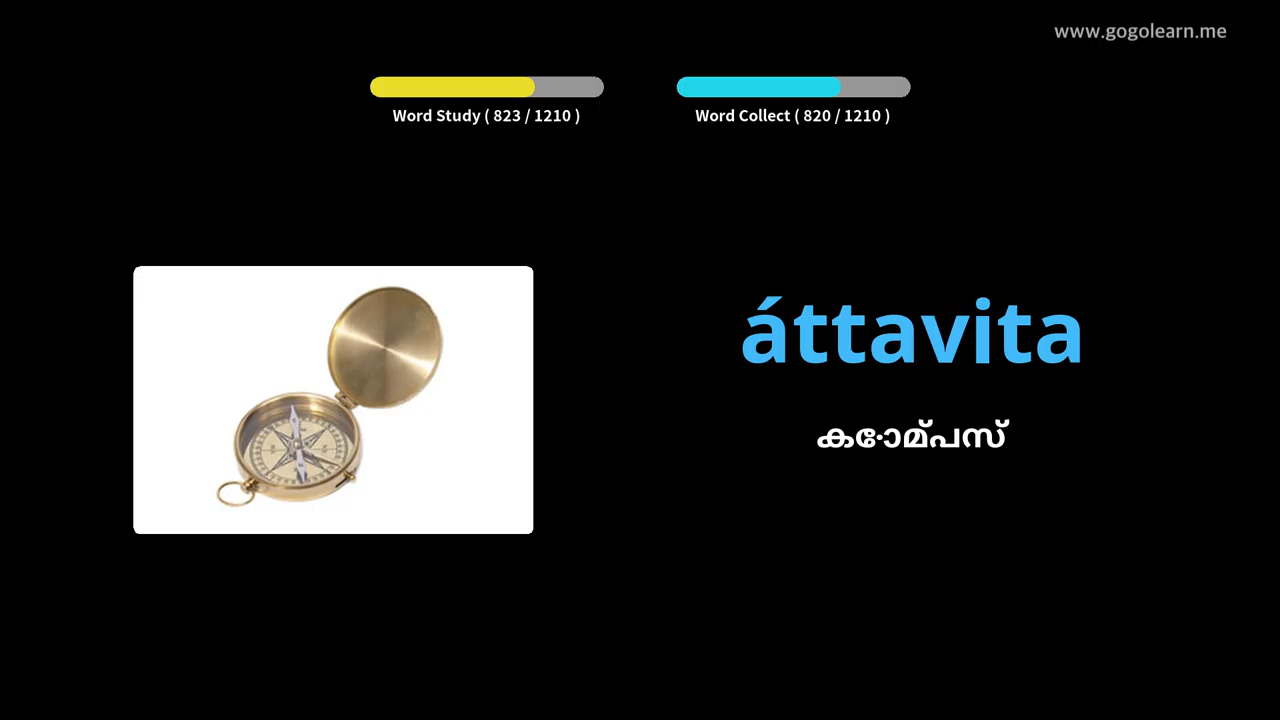 www.gogolearn.me
Word Study ( 823 / 1210 )
Word Collect ( 820 / 1210 )
áttavita
കോമ്പസ്